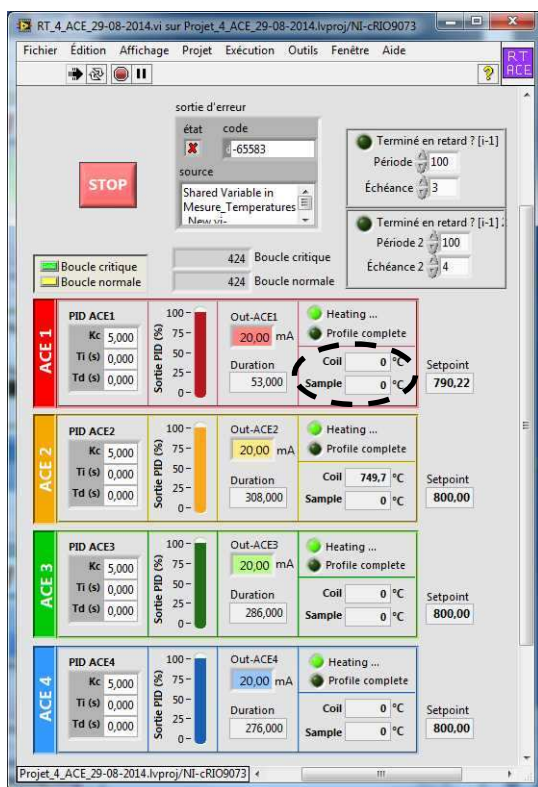 RT_4_ACE_29-08-2014.vi sur Projet_4_ACE_29-08-2014.lvproj/NI-cRIO9073
Fichier Édition Affichage Projet Exécution Outils Fenêtre Aide
RT
ACE
sortie d'erreur
état code
-65583
source
Shared Variable in
Mesure_Temperatures
STOP
Terminé en retard ? [i-1]
Période 100
Échéance 3
Terminé en retard ? [i-1] 2
Période 2 100
Échéance 2 4
Boucle critique
Boucle normale
424 Boucle critique
424 Boucle normale
ACE 1
PID ACE1
Kc 5,000
Ti (s) 0,000
Td (s) 0,000
Sortie PID (%)
100
75
50
25
0
Out-ACE1
20,00 mA
Duration
53,000
Heating ...
Profile complete
Coil 0 °C
Sample 0 °C
Setpoint
790,22
ACE 2
PID ACE2
Kc 5,000
Ti (s) 0,000
Td (s) 0,000
Sortie PID (%)
100
75
50
25
0
Out-ACE2
20,00 mA
Duration
308,000
Heating ...
Profile complete
Coil 749,7 °C
Sample 0 °C
Setpoint
800,00
ACE 3
PID ACE3
Kc 5,000
Ti (s) 0,000
Td (s) 0,000
Sortie PID (%)
100
75
50
25
0
Out-ACE3
20,00 mA
Duration
286,000
Heating ...
Profile complete
Coil 0 °C
Sample 0 °C
Setpoint
800,00
ACE 4
PID ACE4
Kc 5,000
Ti (s) 0,000
Td (s) 0,000
Sortie PID (%)
100
75
50
25
0
Out-ACE4
20,00 mA
Duration
276,000
Heating ...
Profile complete
Coil 0 °C
Sample 0 °C
Setpoint
800,00
Projet_4_ACE_29-08-2014.lvproj/NI-cRIO9073